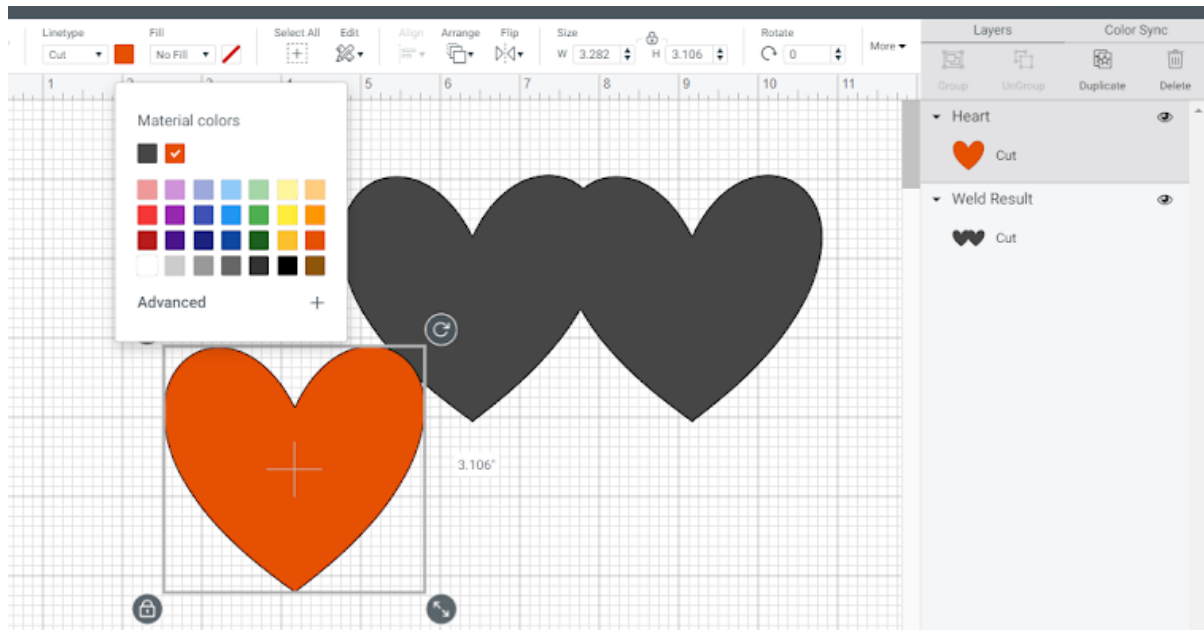 Linetype Fill Select All Edit Align Arrange Flip Size Rotate
Cut No Fill W 3.282 H 3.106 0 More
1 2 3 4 5 6 7 8 9 10 11
Material colors
Advanced
3.106"
Layers Color Sync
Group UnGroup Duplicate Delete
Heart
Cut
Weld Result
Cut